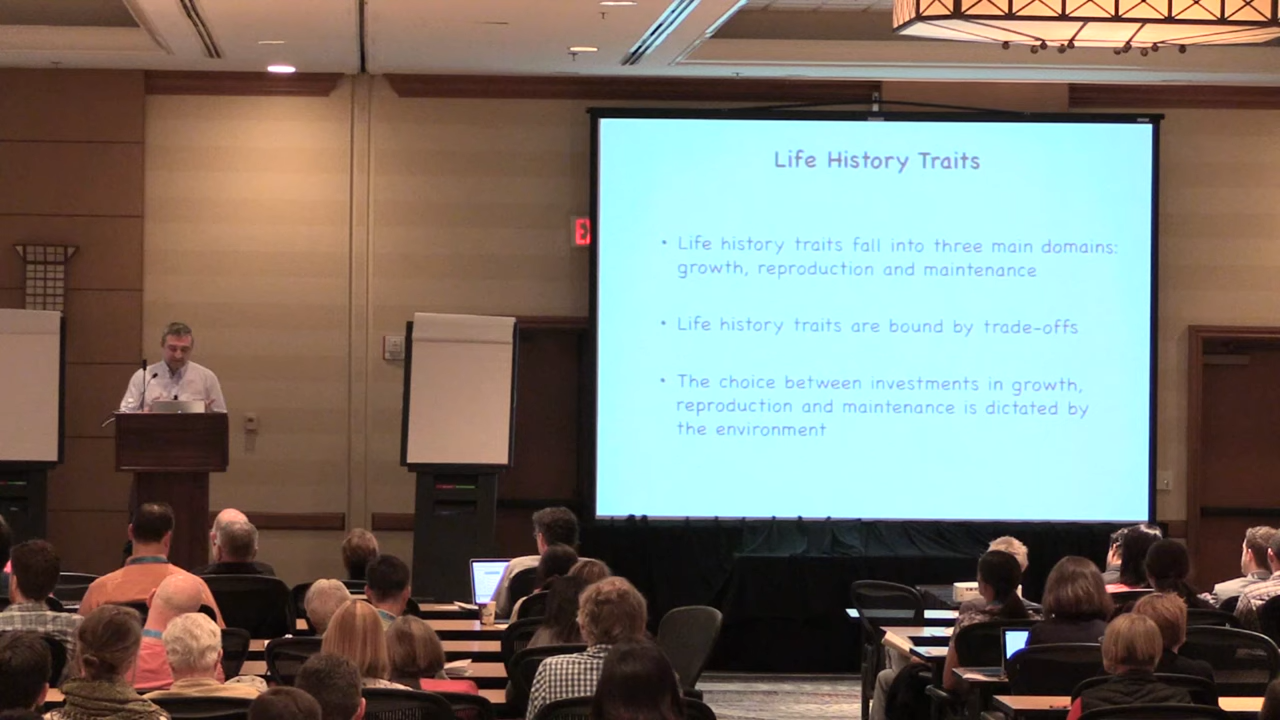 Life History Traits
• Life history traits fall into three main domains:
growth, reproduction and maintenance
• Life history traits are bound by trade-offs
• The choice between investments in growth,
reproduction and maintenance is dictated by
the environment